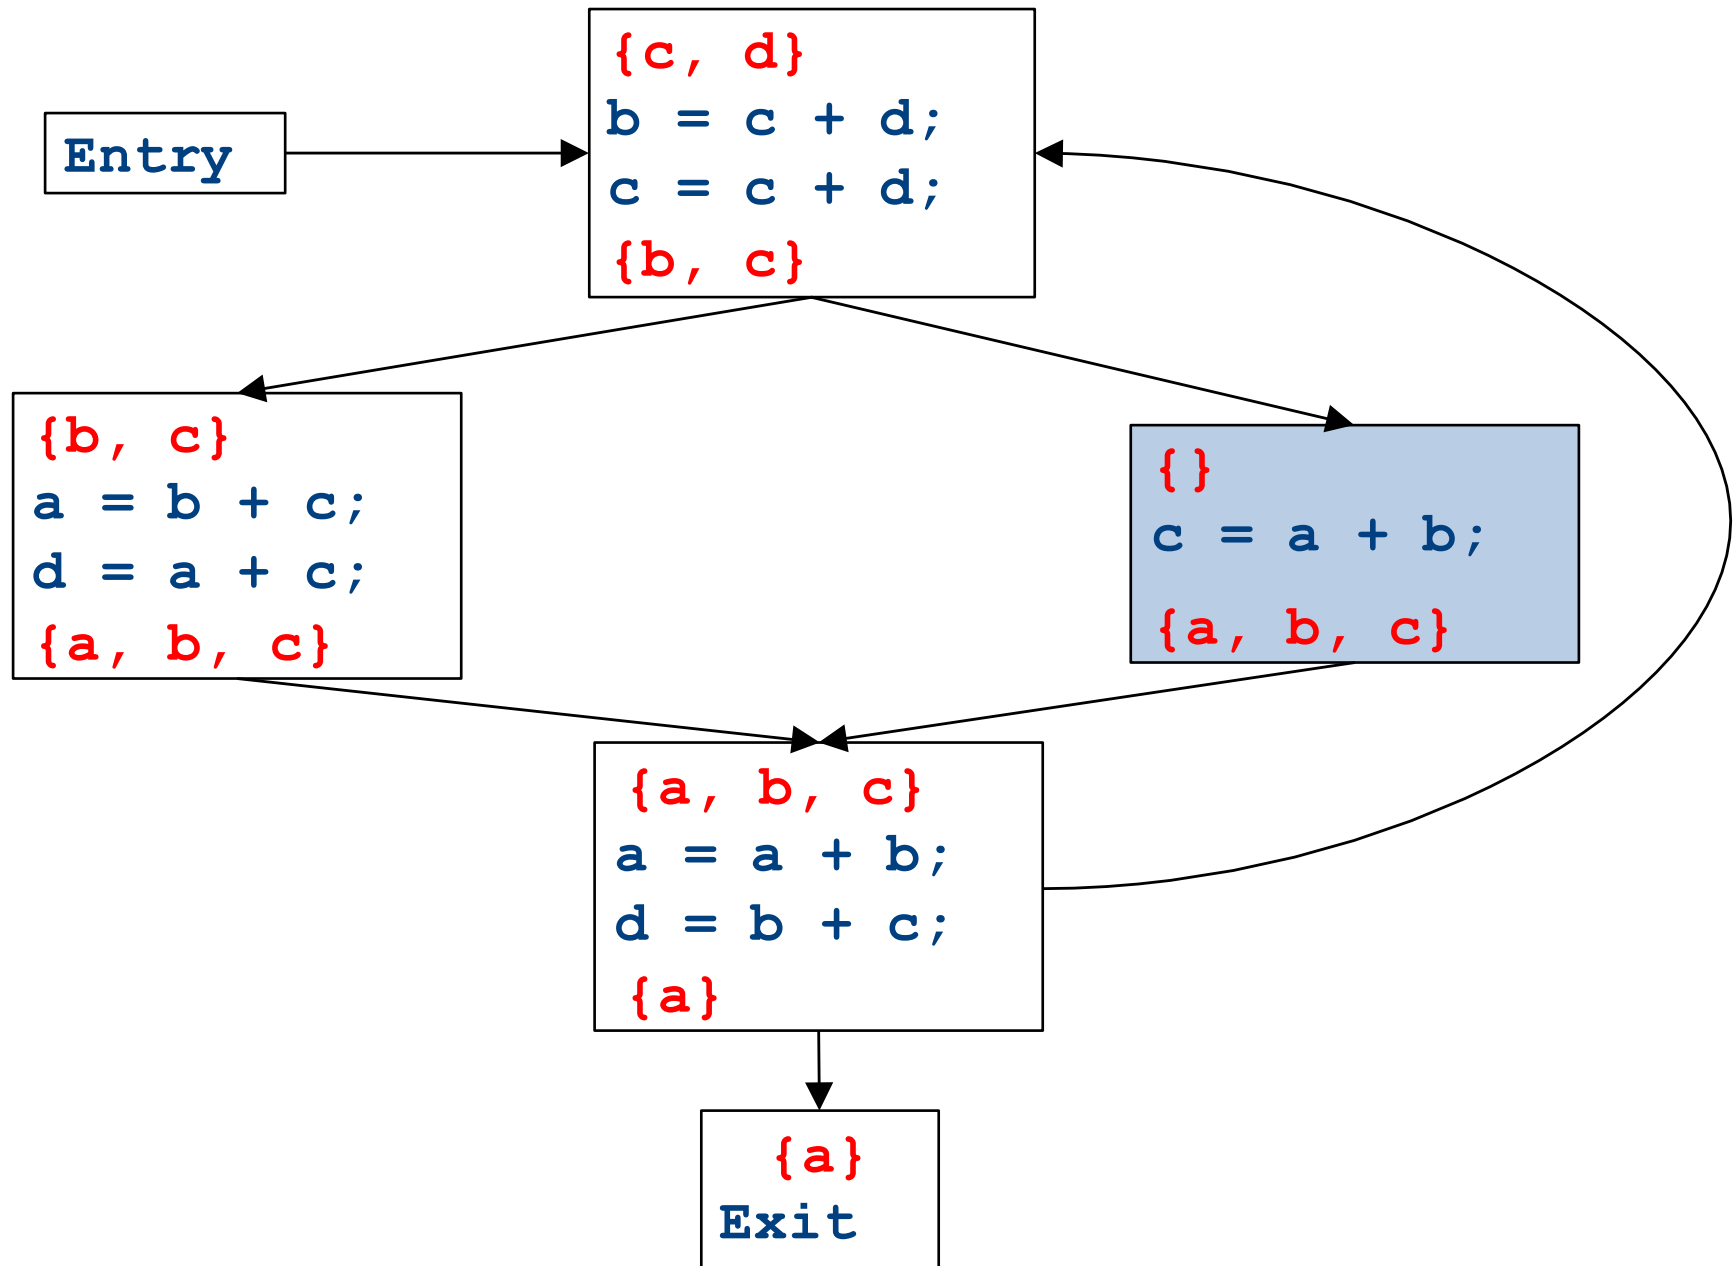 {c, d}
b = c + d;
c = c + d;
{b, c}
Entry
{b, c}
a = b + c;
d = a + c;
{a, b, c}
{}
c = a + b;
{a, b, c}
{a, b, c}
a = a + b;
d = b + c;
{a}
{a}
Exit